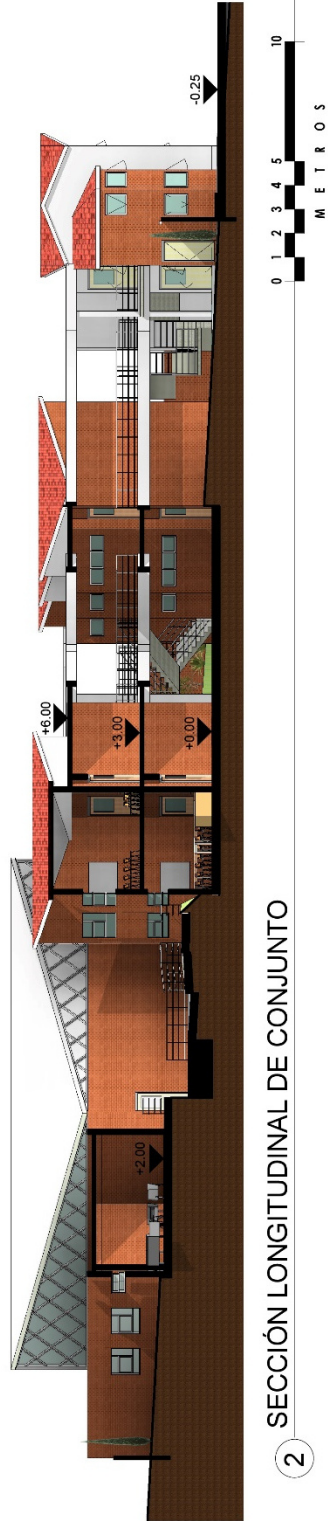 +6.00
+3.00
+0.00
+2.00
-0.25
2 SECCIÓN LONGITUDINAL DE CONJUNTO
0 1 2 3 4 5 10
METROS